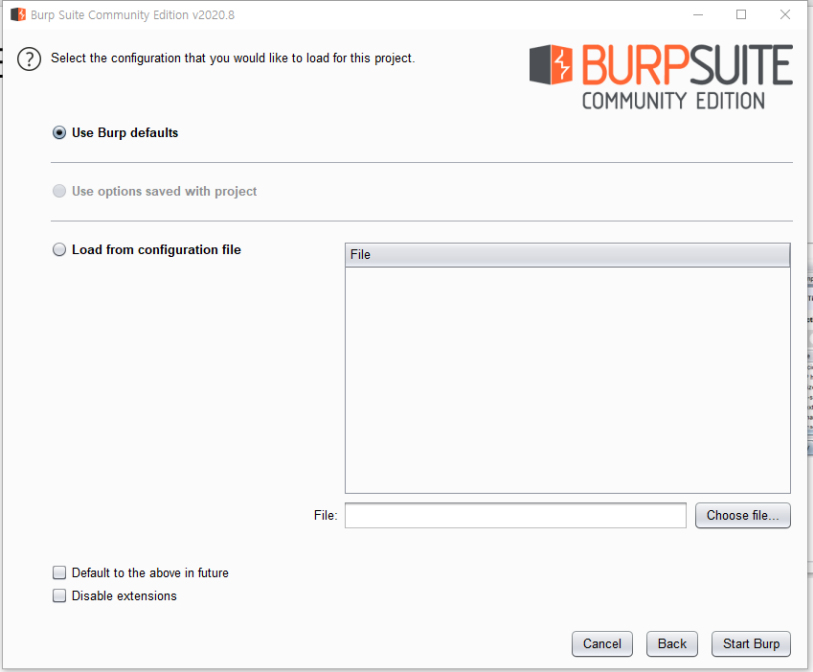 Burp Suite Community Edition v2020.8
Select the configuration that you would like to load for this project.
BURPSUITE
COMMUNITY EDITION
Use Burp defaults
Use options saved with project
Load from configuration file
File
File:
Choose file...
Default to the above in future
Disable extensions
Cancel
Back
Start Burp